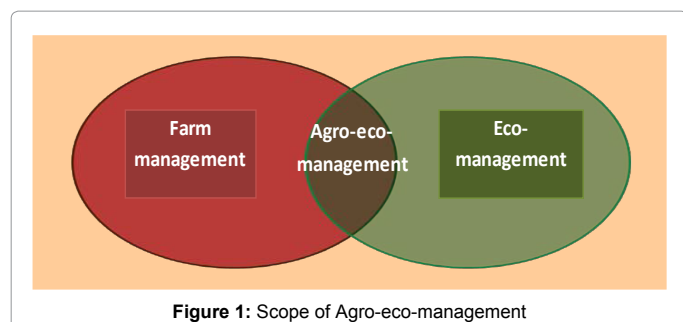 Farm
management
Agro-eco-
management
Eco-
management
Figure 1: Scope of Agro-eco-management